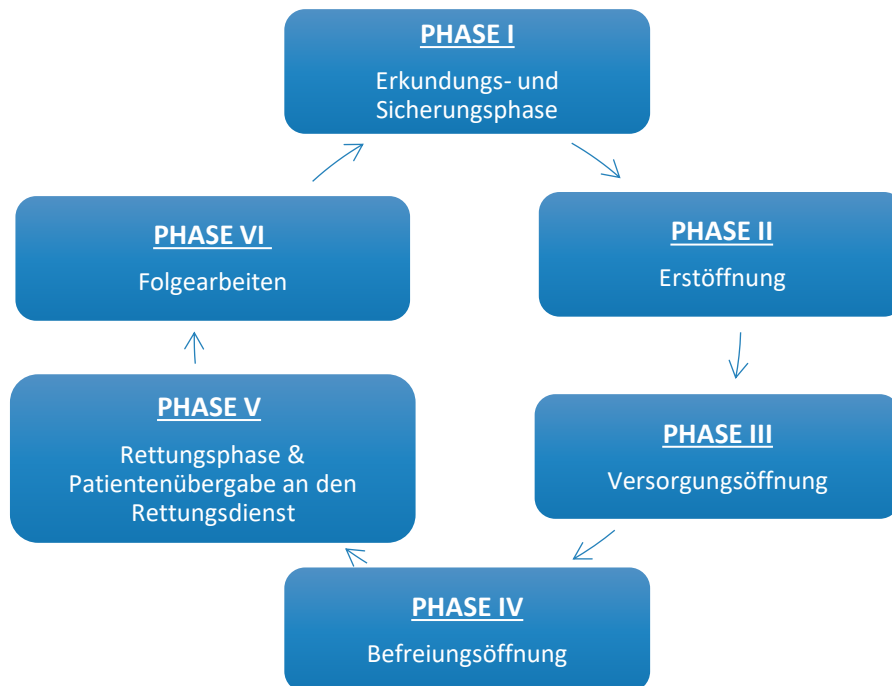 PHASE I
Erkundungs- und
Sicherungsphase
PHASE II
Erstöffnung
PHASE III
Versorgungsöffnung
PHASE IV
Befreiungsöffnung
PHASE V
Rettungsphase &
Patientenübergabe an den
Rettungsdienst
PHASE VI
Folgearbeiten